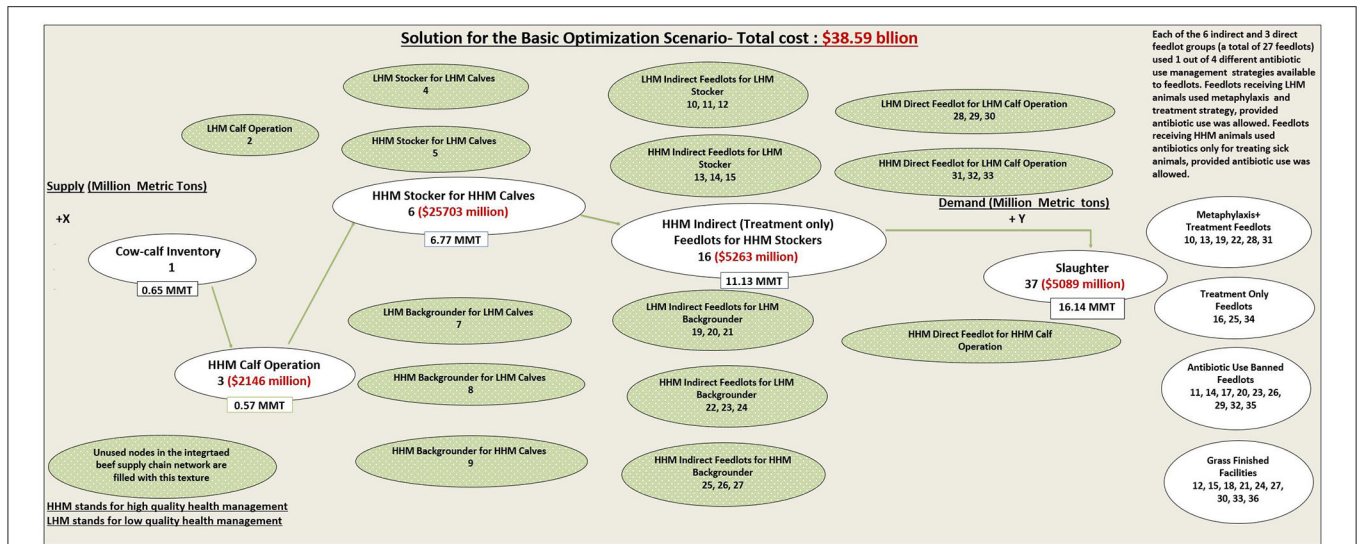 Solution for the Basic Optimization Scenario- Total cost : $38.59 bllion
Each of the 6 indirect and 3 direct
feedlot groups (a total of 27 feedlots)
used 1 out of 4 different antibiotic
use management strategies available
to feedlots. Feedlots receiving LHM
animals used metaphylaxis and
treatment strategy, provided
antibiotic use was allowed. Feedlots
receiving HHM animals used
antibiotics only for treating sick
animals, provided antibiotic use was
allowed.
LHM Stocker for LHM Calves
4
LHM Indirect Feedlots for LHM
Stocker
10, 11, 12
LHM Direct Feedlot for LHM Calf Operation
28, 29, 30
LHM Calf Operation
2
HHM Stocker for LHM Calves
5
HHM Indirect Feedlots for LHM
Stocker
13, 14, 15
HHM Direct Feedlot for LHM Calf Operation
31, 32, 33
Supply (Million Metric Tons)
+X
HHM Stocker for HHM Calves
6 ($25703 million)
6.77 MMT
Demand (Million Metric tons)
+ Y
HHM Indirect (Treatment only)
Feedlots for HHM Stockers
16 ($5263 million)
11.13 MMT
Metaphylaxis+
Treatment Feedlots
10, 13, 19, 22, 28, 31
Cow-calf Inventory
1
0.65 MMT
Slaughter
37 ($5089 million)
16.14 MMT
Treatment Only
Feedlots
16, 25, 34
LHM Backgrounder for LHM Calves
7
LHM Indirect Feedlots for LHM
Backgrounder
19, 20, 21
HHM Direct Feedlot for HHM Calf
Operation
HHM Calf Operation
3 ($2146 million)
0.57 MMT
HHM Backgrounder for LHM Calves
8
HHM Indirect Feedlots for LHM
Backgrounder
22, 23, 24
Antibiotic Use Banned
Feedlots
11, 14, 17, 20, 23, 26,
29, 32, 35
Unused nodes in the integrtaed
beef supply chain network are
filled with this texture
HHM Backgrounder for HHM Calves
9
HHM Indirect Feedlots for HHM
Backgrounder
25, 26, 27
Grass Finished
Facilities
12, 15, 18, 21, 24, 27,
30, 33, 36
HHM stands for high quality health management
LHM stands for low quality health management